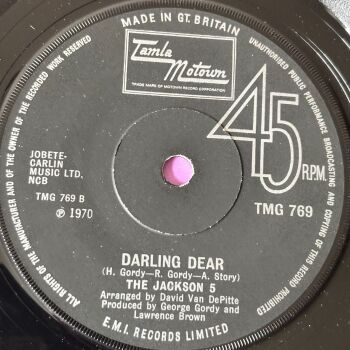 MADE IN GT. BRITAIN
ALL RIGHTS OF THE MANUFACTURER AND OF THE OWNER OF THE RECORDED WORK RESERVED
UNAUTHORISED PUBLIC PERFORMANCE BROADCASTING AND COPYING OF THIS RECORD PROHIBITED
Tamla
Motown
TRADE MARK OF MOTOWN RECORD CORPORATION
45
R.P.M.
JOBETE-
CARLIN
MUSIC LTD.
NCB
TMG 769 B
℗ 1970
TMG 769
DARLING DEAR
(H. Gordy—R. Gordy—A. Story)
THE JACKSON 5
Arranged by David Van DePitte
Produced by George Gordy and
Lawrence Brown
E.M.I. RECORDS LIMITED